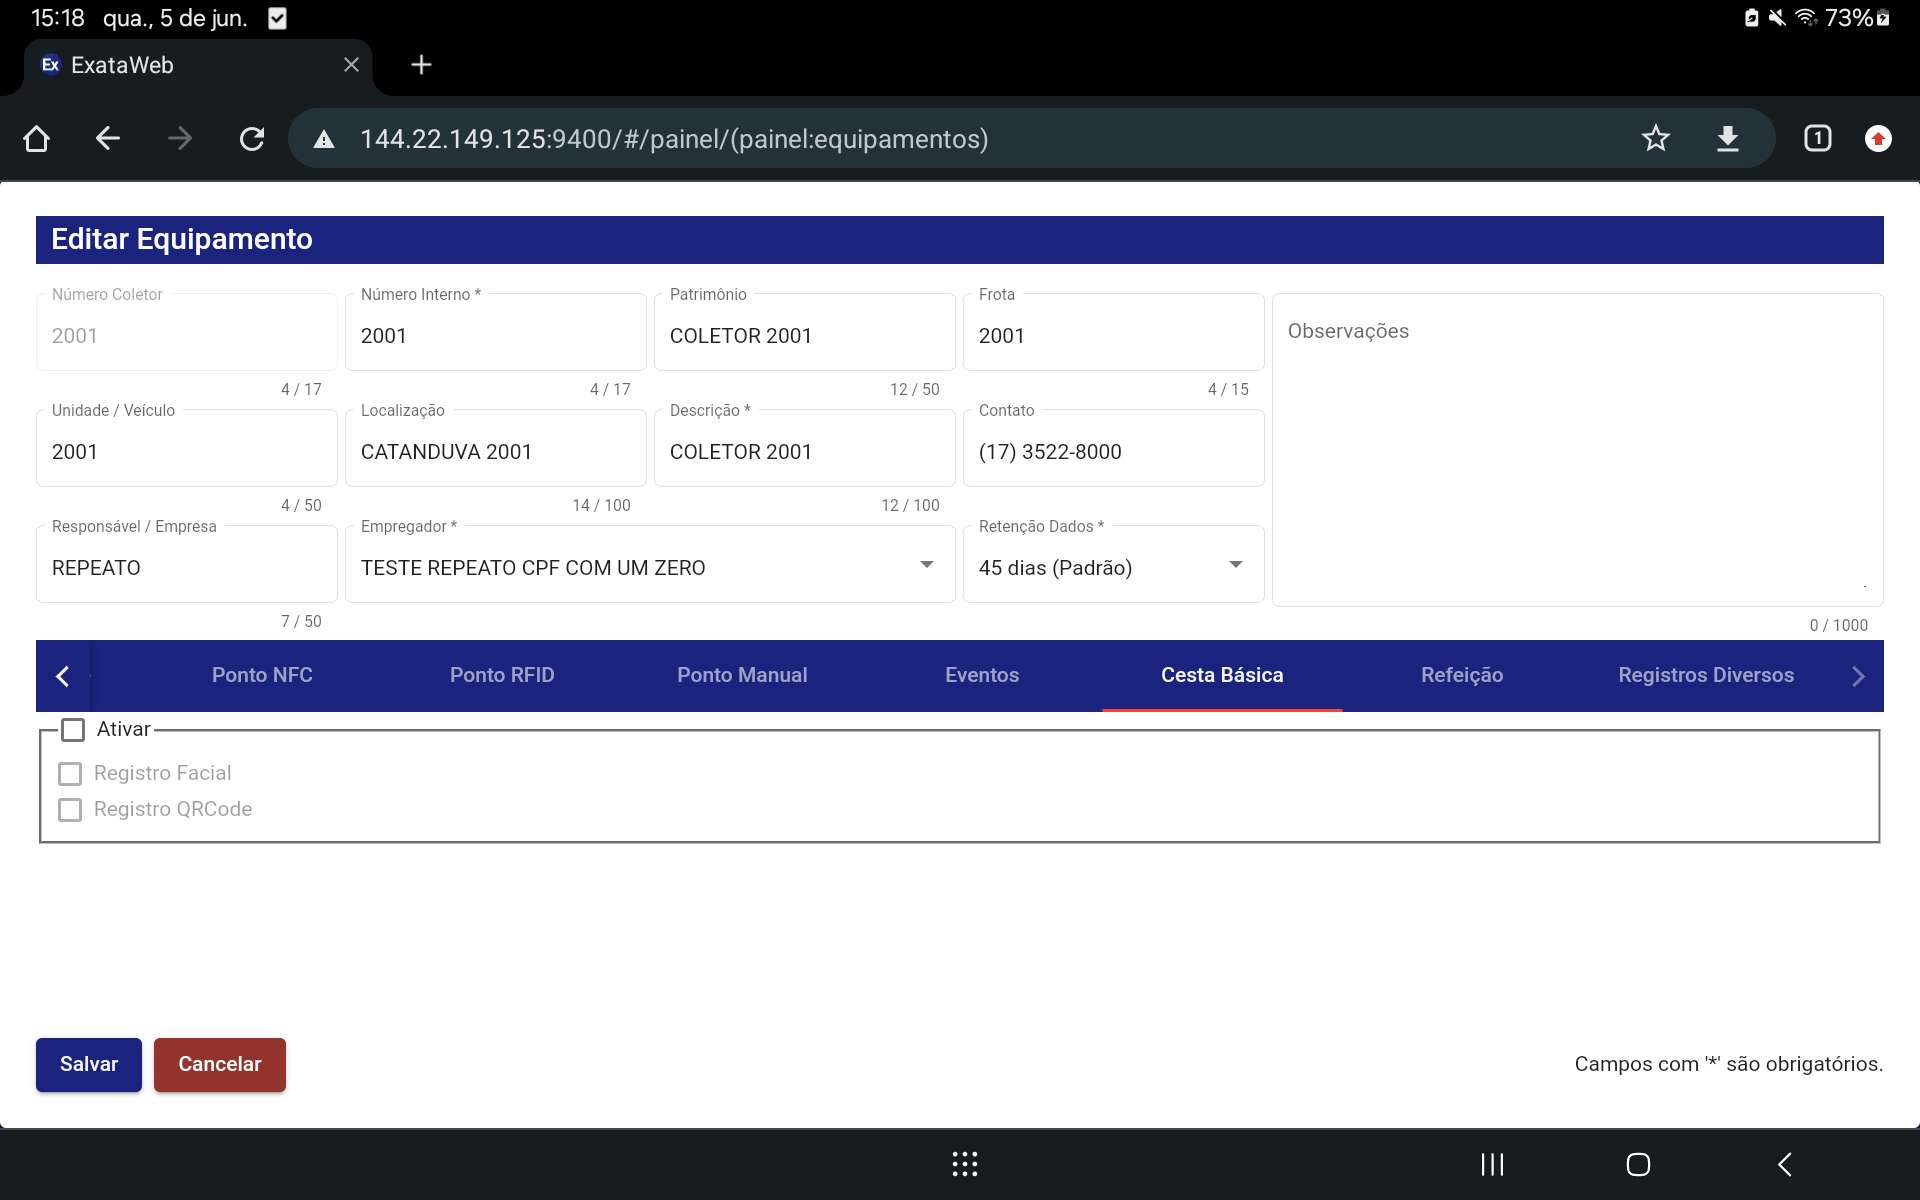 15:18 qua., 5 de jun.
73%
Ex ExataWeb
144.22.149.125:9400/#/painel/(painel:equipamentos)
1
Editar Equipamento
Número Coletor
2001
4 / 17
Número Interno *
2001
4 / 17
Patrimônio
COLETOR 2001
12 / 50
Frota
2001
4 / 15
Observações
0 / 1000
Unidade / Veículo
2001
4 / 50
Localização
CATANDUVA 2001
14 / 100
Descrição *
COLETOR 2001
12 / 100
Contato
(17) 3522-8000
Responsável / Empresa
REPEATO
7 / 50
Empregador *
TESTE REPEATO CPF COM UM ZERO
Retenção Dados *
45 dias (Padrão)
Ponto NFC
Ponto RFID
Ponto Manual
Eventos
Cesta Básica
Refeição
Registros Diversos
Ativar
Registro Facial
Registro QRCode
Salvar
Cancelar
Campos com '*' são obrigatórios.